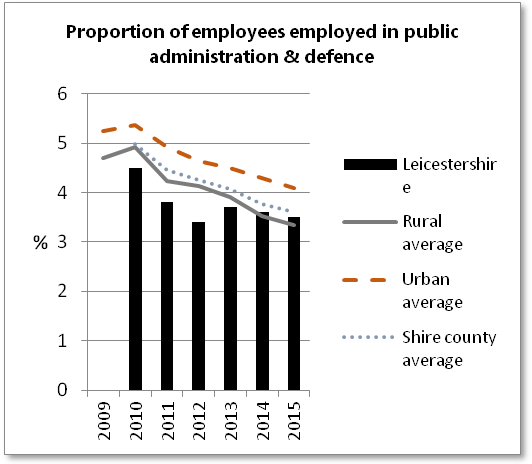 Proportion of employees employed in public
administration & defence
6
5
4
3
2
1
0
%
2009
2010
2011
2012
2013
2014
2015
Leicestershir
e
Rural
average
Urban
average
Shire county
average